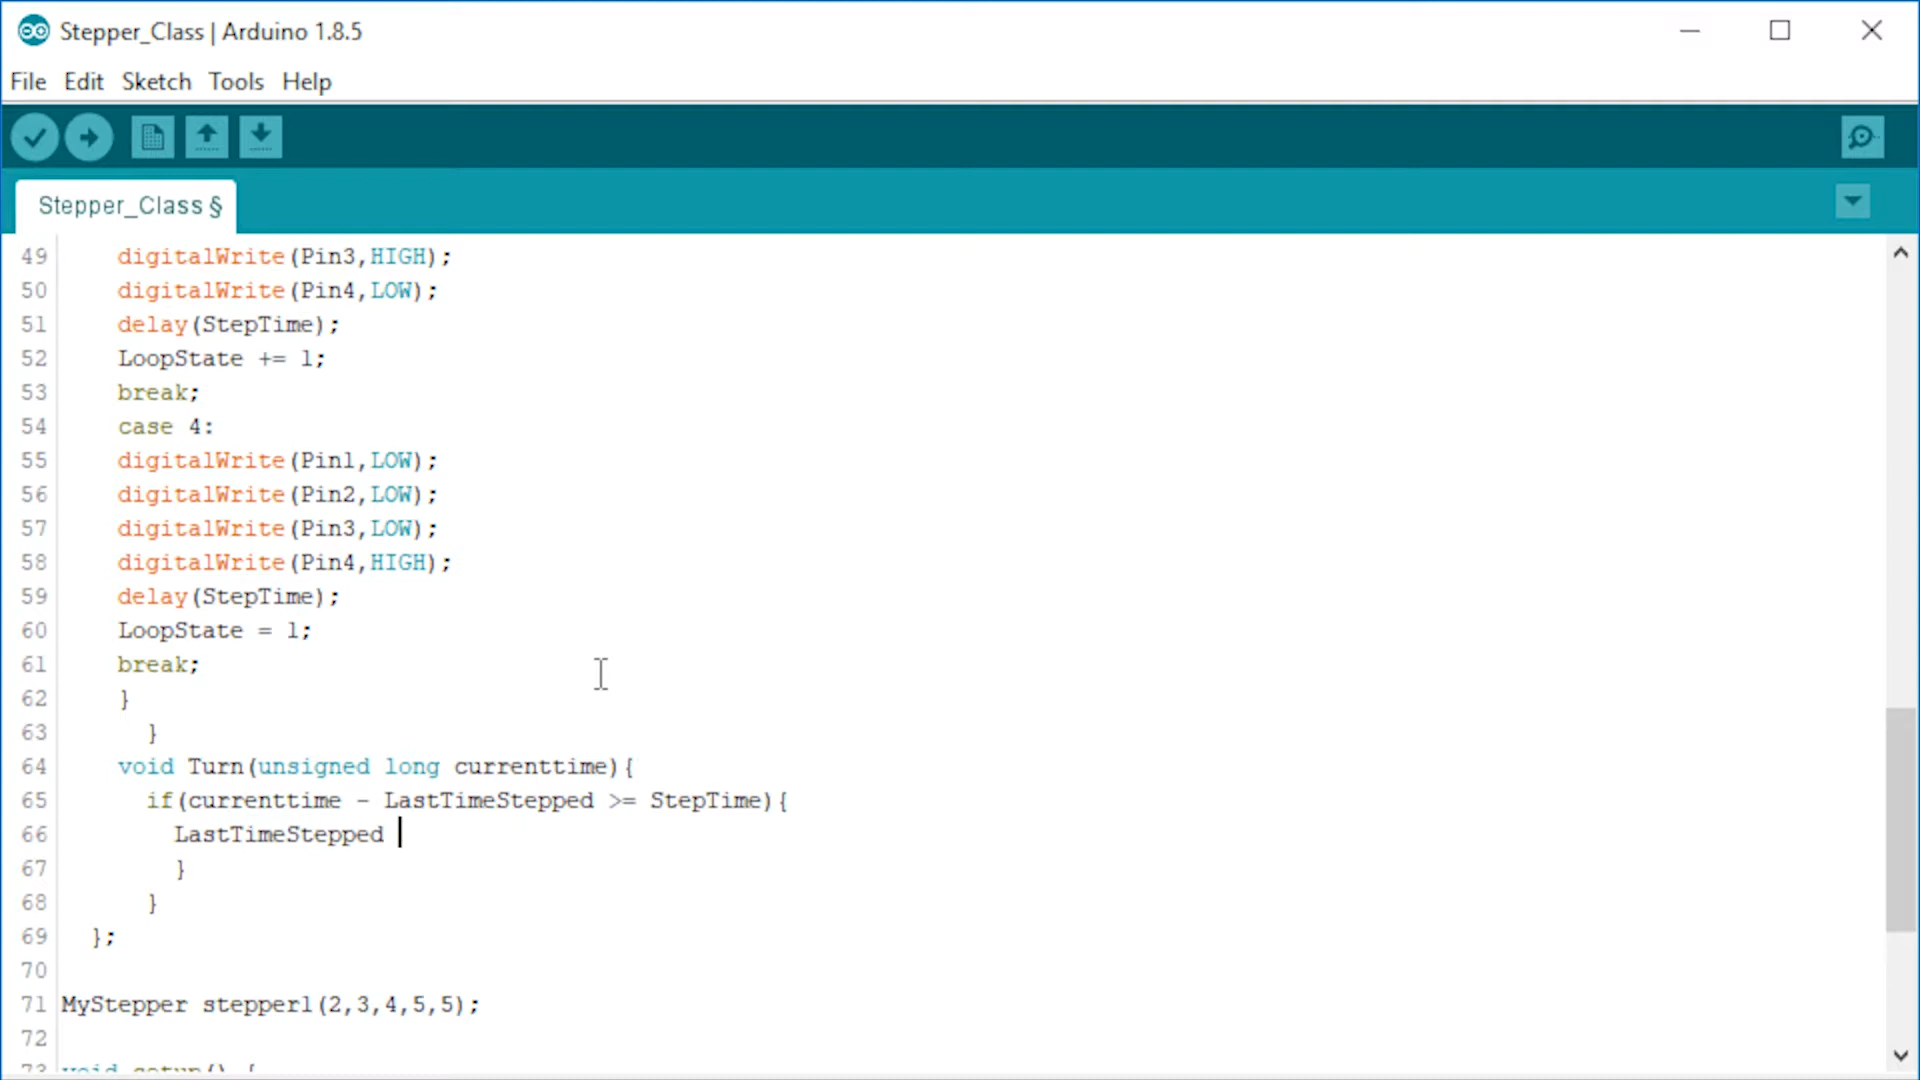 Stepper_Class | Arduino 1.8.5
File Edit Sketch Tools Help
Stepper_Class §
49 digitalWrite(Pin3,HIGH);
50 digitalWrite(Pin4,LOW);
51 delay(StepTime);
52 LoopState += 1;
53 break;
54 case 4:
55 digitalWrite(Pin1,LOW);
56 digitalWrite(Pin2,LOW);
57 digitalWrite(Pin3,LOW);
58 digitalWrite(Pin4,HIGH);
59 delay(StepTime);
60 LoopState = 1;
61 break;
62 }
63 }
64 void Turn(unsigned long currenttime){
65 if(currenttime - LastTimeStepped >= StepTime){
66 LastTimeStepped
67 }
68 }
69 };
70
71 MyStepper stepper1(2,3,4,5,5);
72
73 void setup() {